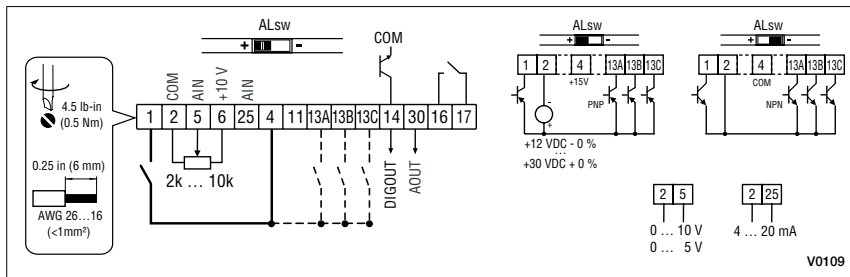 ALsw
+ -
4.5 lb-in
(0.5 Nm)
0.25 in (6 mm)
AWG 26…16
(<1mm²)
COM
AIN
+10 V
AIN
COM
1 2 5 6 25 4 11 13A 13B 13C 14 30 16 17
2k … 10k
DIGOUT
AOUT
ALsw
+ -
1 2 4 13A 13B 13C
+15V
PNP
-
+
+12 VDC - 0 %
…
+30 VDC + 0 %
ALsw
+ -
1 2 4 13A 13B 13C
COM
NPN
2 5
0 … 10 V
0 … 5 V
2 25
4 … 20 mA
V0109